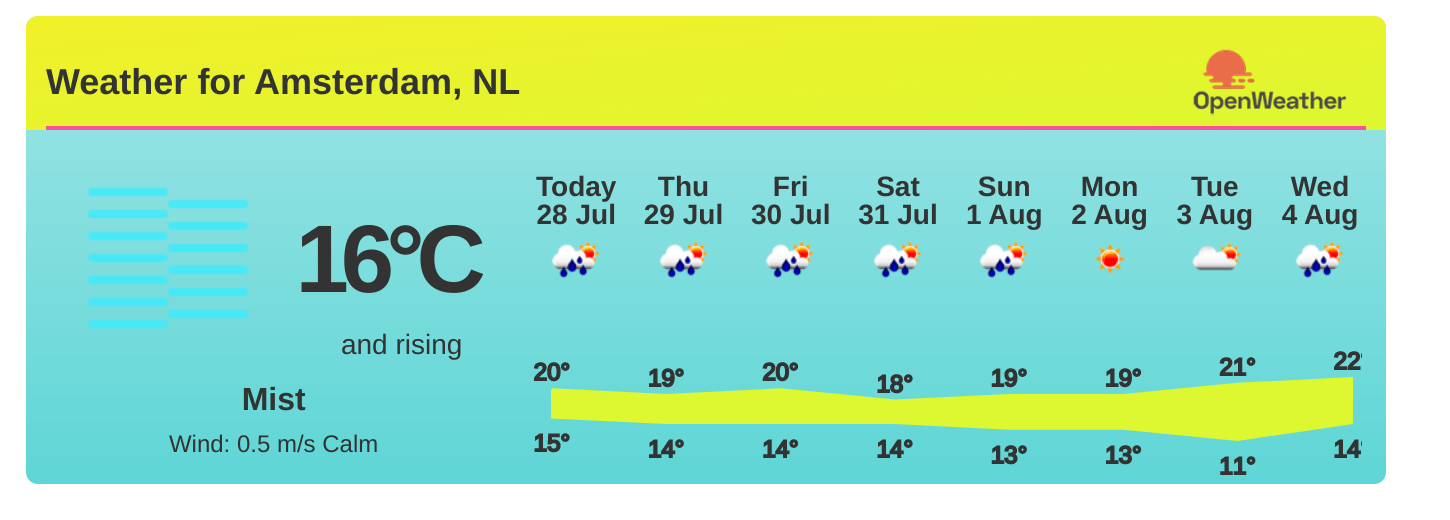 Weather for Amsterdam, NL
OpenWeather
16°C
and rising
Mist
Wind: 0.5 m/s Calm
Today Thu Fri Sat Sun Mon Tue Wed
28 Jul 29 Jul 30 Jul 31 Jul 1 Aug 2 Aug 3 Aug 4 Aug
20° 19° 20° 18° 19° 19° 21° 22°
15° 14° 14° 14° 13° 13° 11° 14°